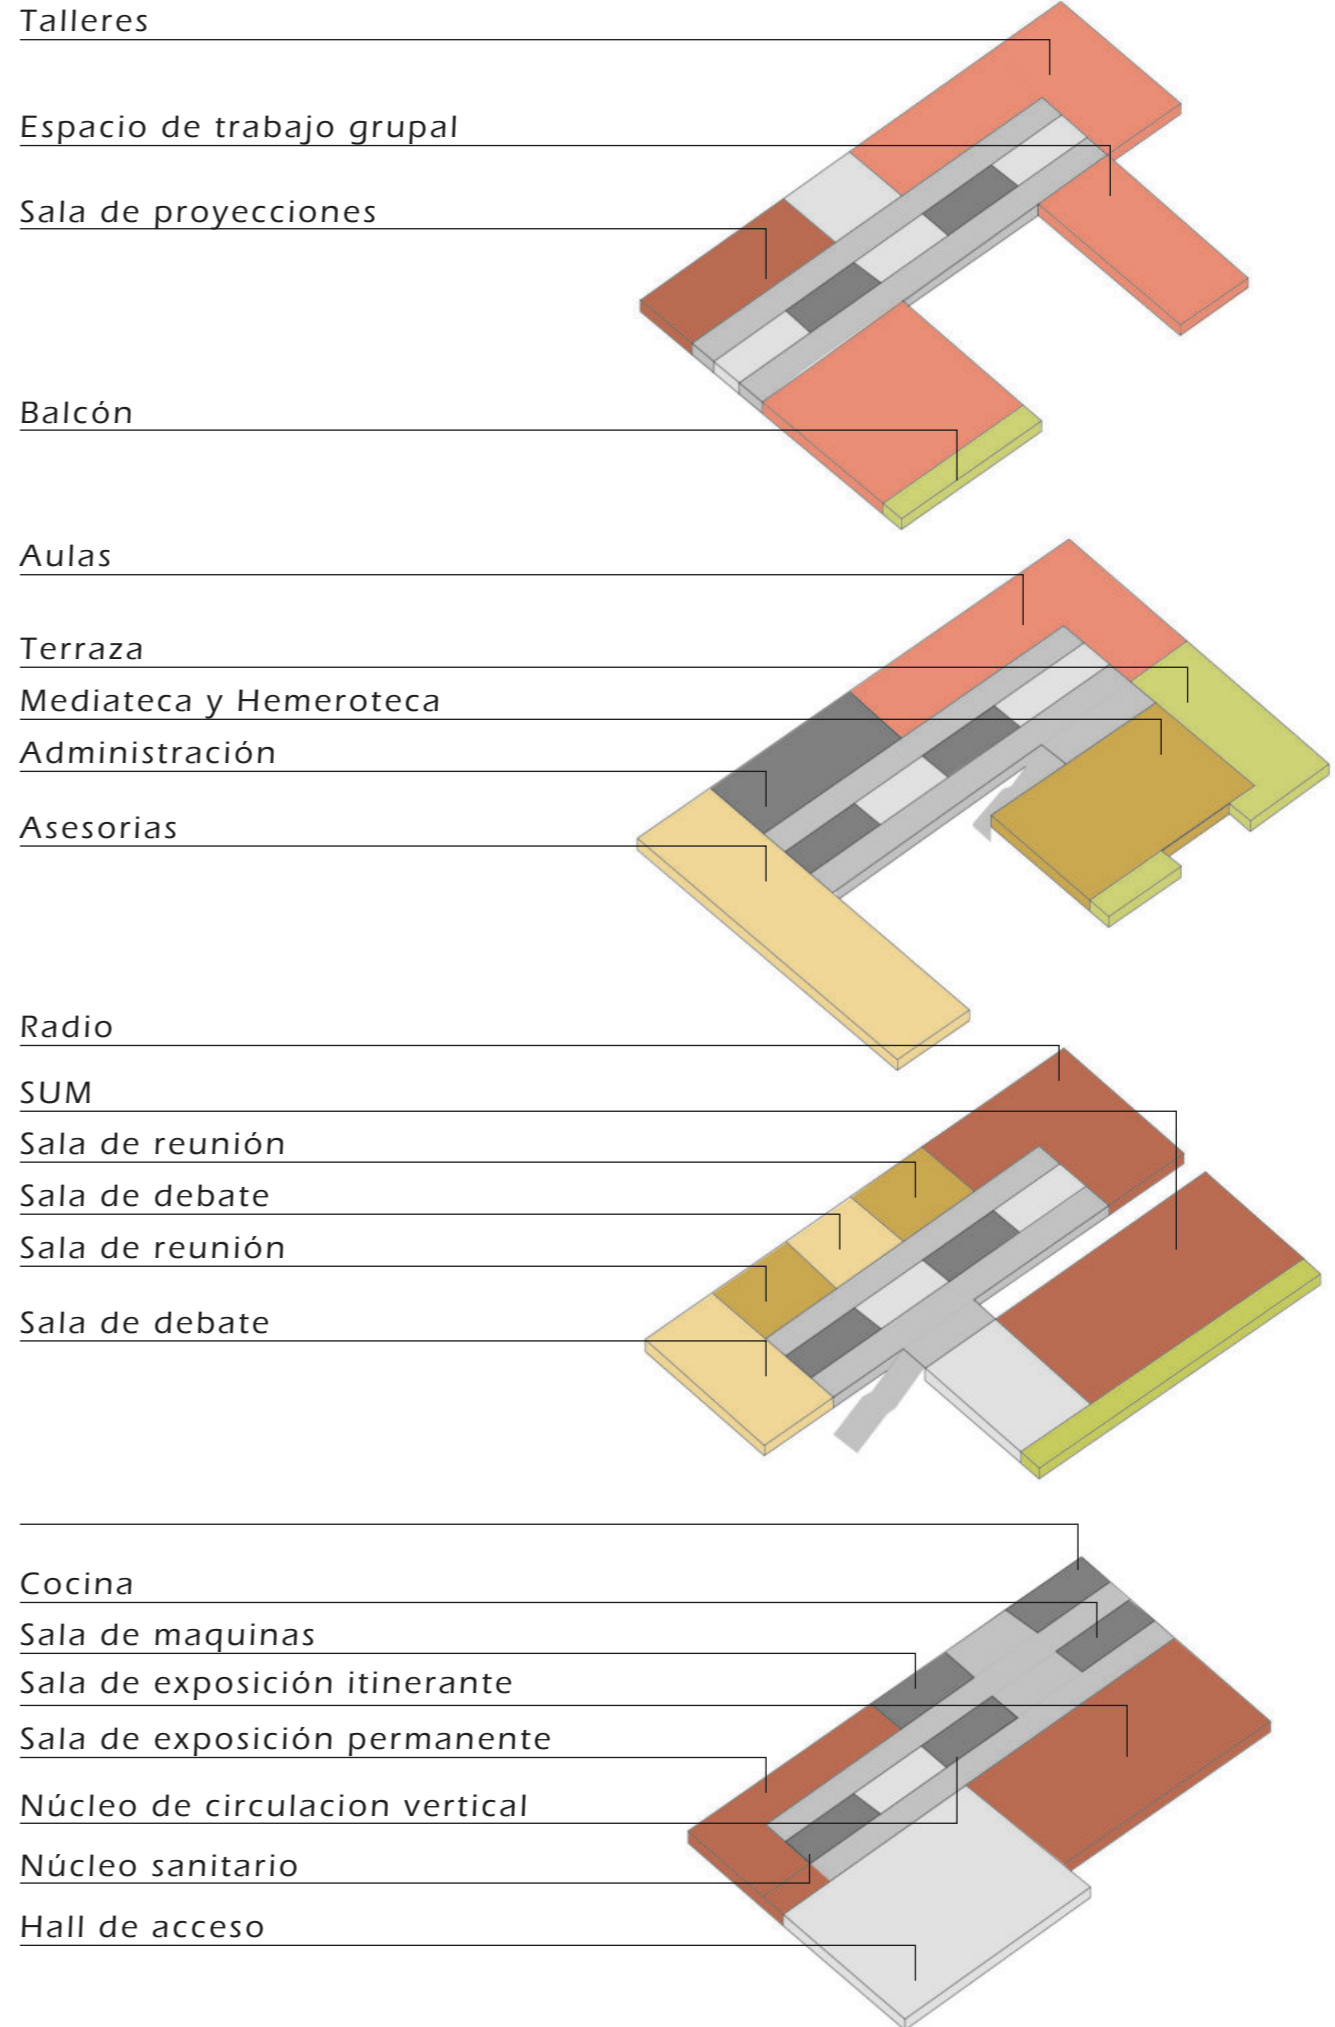 Talleres
Espacio de trabajo grupal
Sala de proyecciones
Balcón
Aulas
Terraza
Mediateca y Hemeroteca
Administración
Asesorias
Radio
SUM
Sala de reunión
Sala de debate
Sala de reunión
Sala de debate
Cocina
Sala de maquinas
Sala de exposición itinerante
Sala de exposición permanente
Núcleo de circulacion vertical
Núcleo sanitario
Hall de acceso